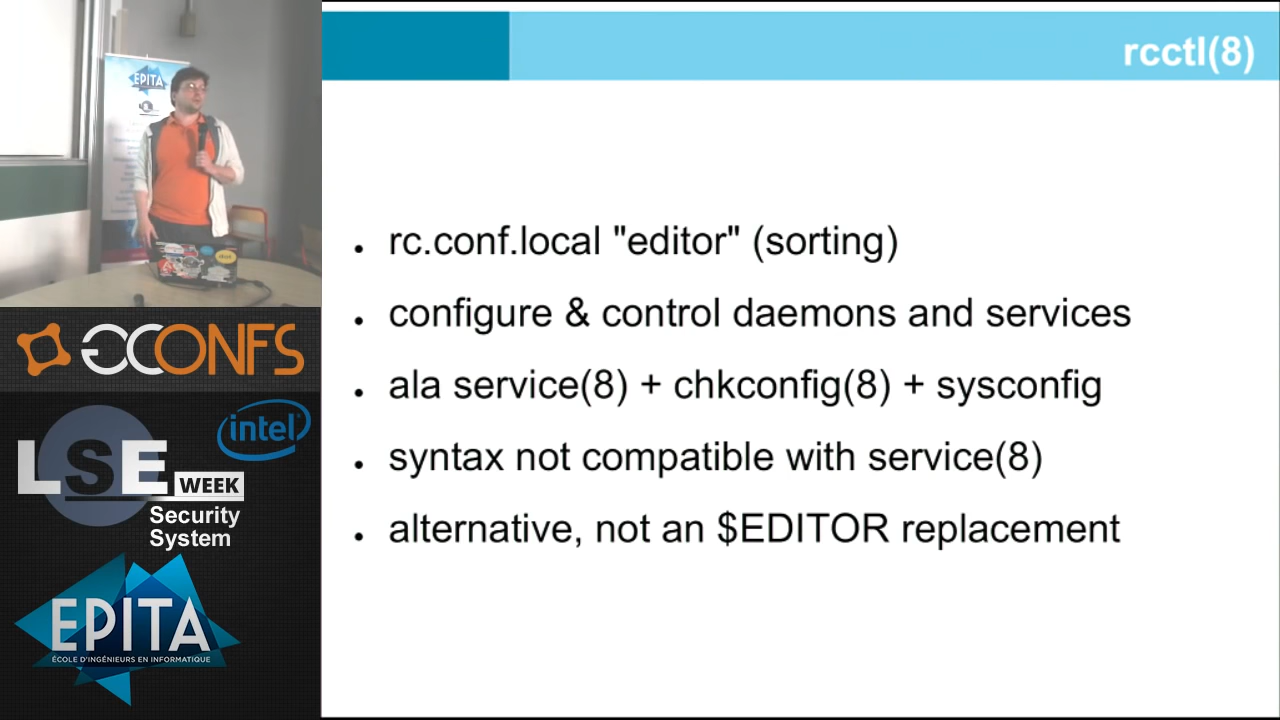 rcctl(8)
rc.conf.local "editor" (sorting)
configure & control daemons and services
ala service(8) + chkconfig(8) + sysconfig
syntax not compatible with service(8)
alternative, not an $EDITOR replacement
EPITA
GCONFS
intel
LSE
WEEK
Security
System
EPITA
ÉCOLE D'INGÉNIEURS EN INFORMATIQUE